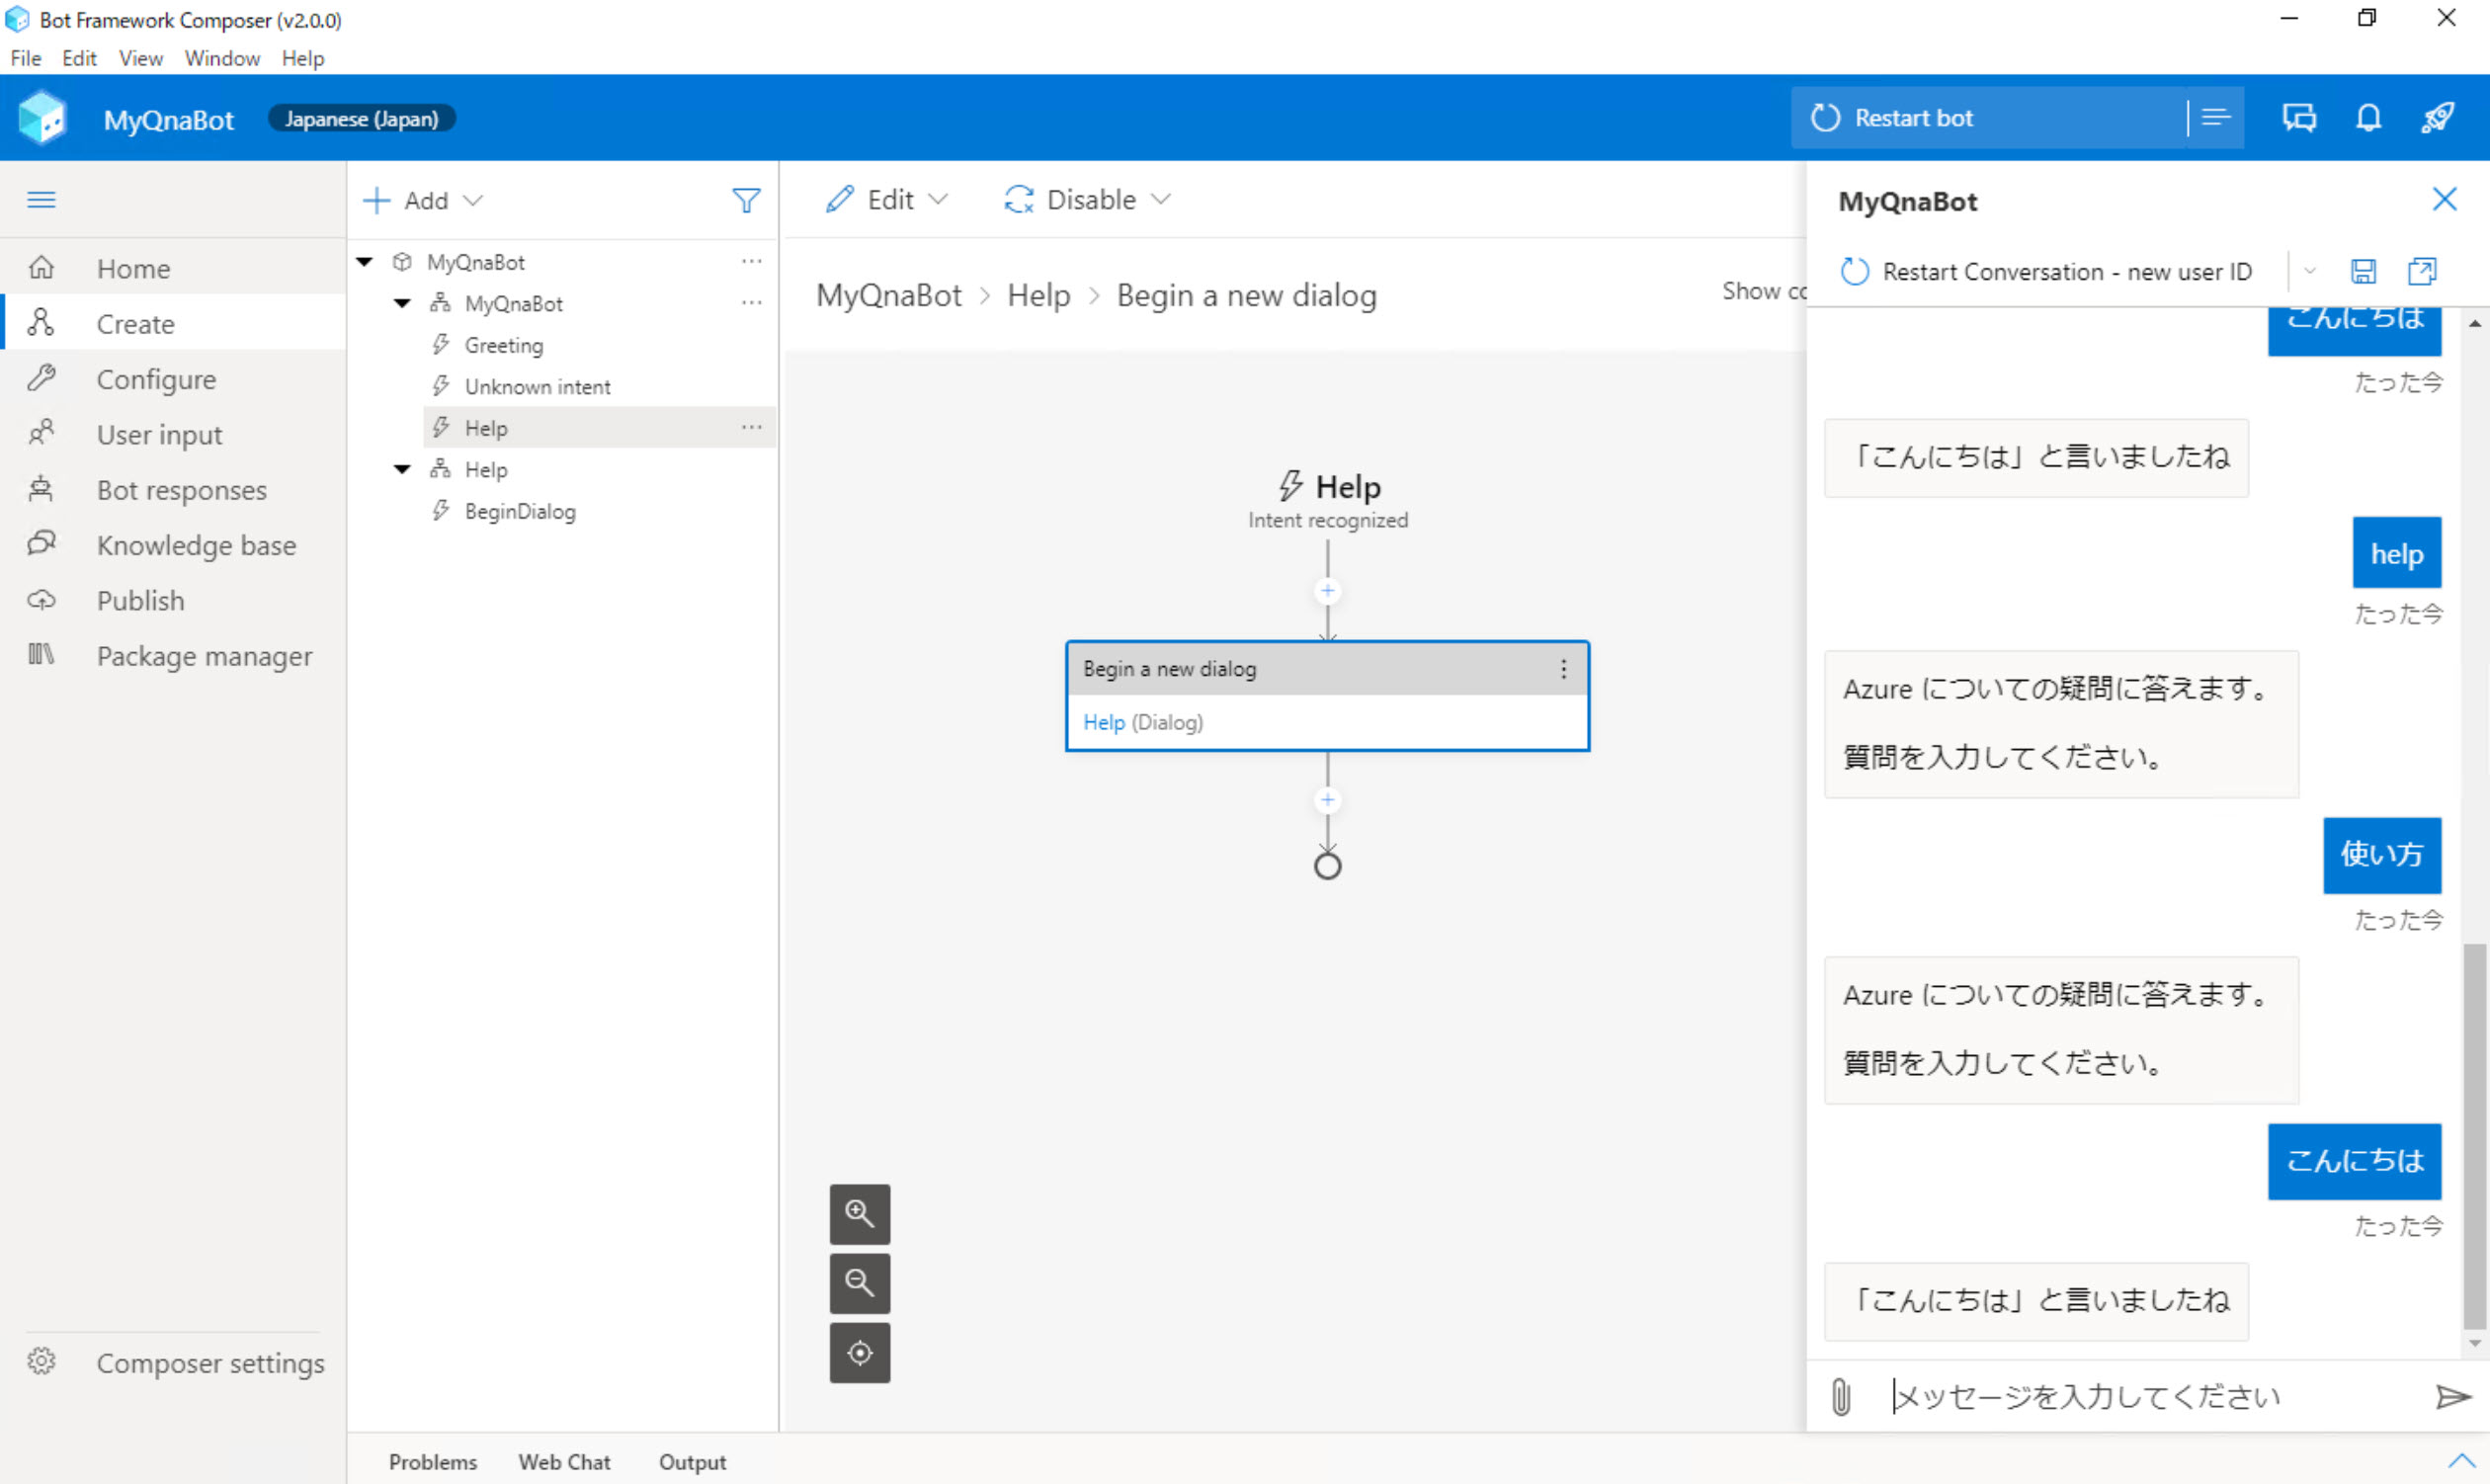 Bot Framework Composer (v2.0.0)
File Edit View Window Help
MyQnaBot Japanese (Japan) Restart bot
Home
Create
Configure
User input
Bot responses
Knowledge base
Publish
Package manager
Composer settings
Add
MyQnaBot
MyQnaBot
Greeting
Unknown intent
Help
Help
BeginDialog
Edit Disable
MyQnaBot > Help > Begin a new dialog Show
Help
Intent recognized
Begin a new dialog
Help (Dialog)
MyQnaBot
Restart Conversation - new user ID
こんにちは
たった今
「こんにちは」と言いましたね
help
たった今
Azure についての疑問に答えます。
質問を入力してください。
使い方
たった今
Azure についての疑問に答えます。
質問を入力してください。
こんにちは
たった今
「こんにちは」と言いましたね
メッセージを入力してください
Problems Web Chat Output